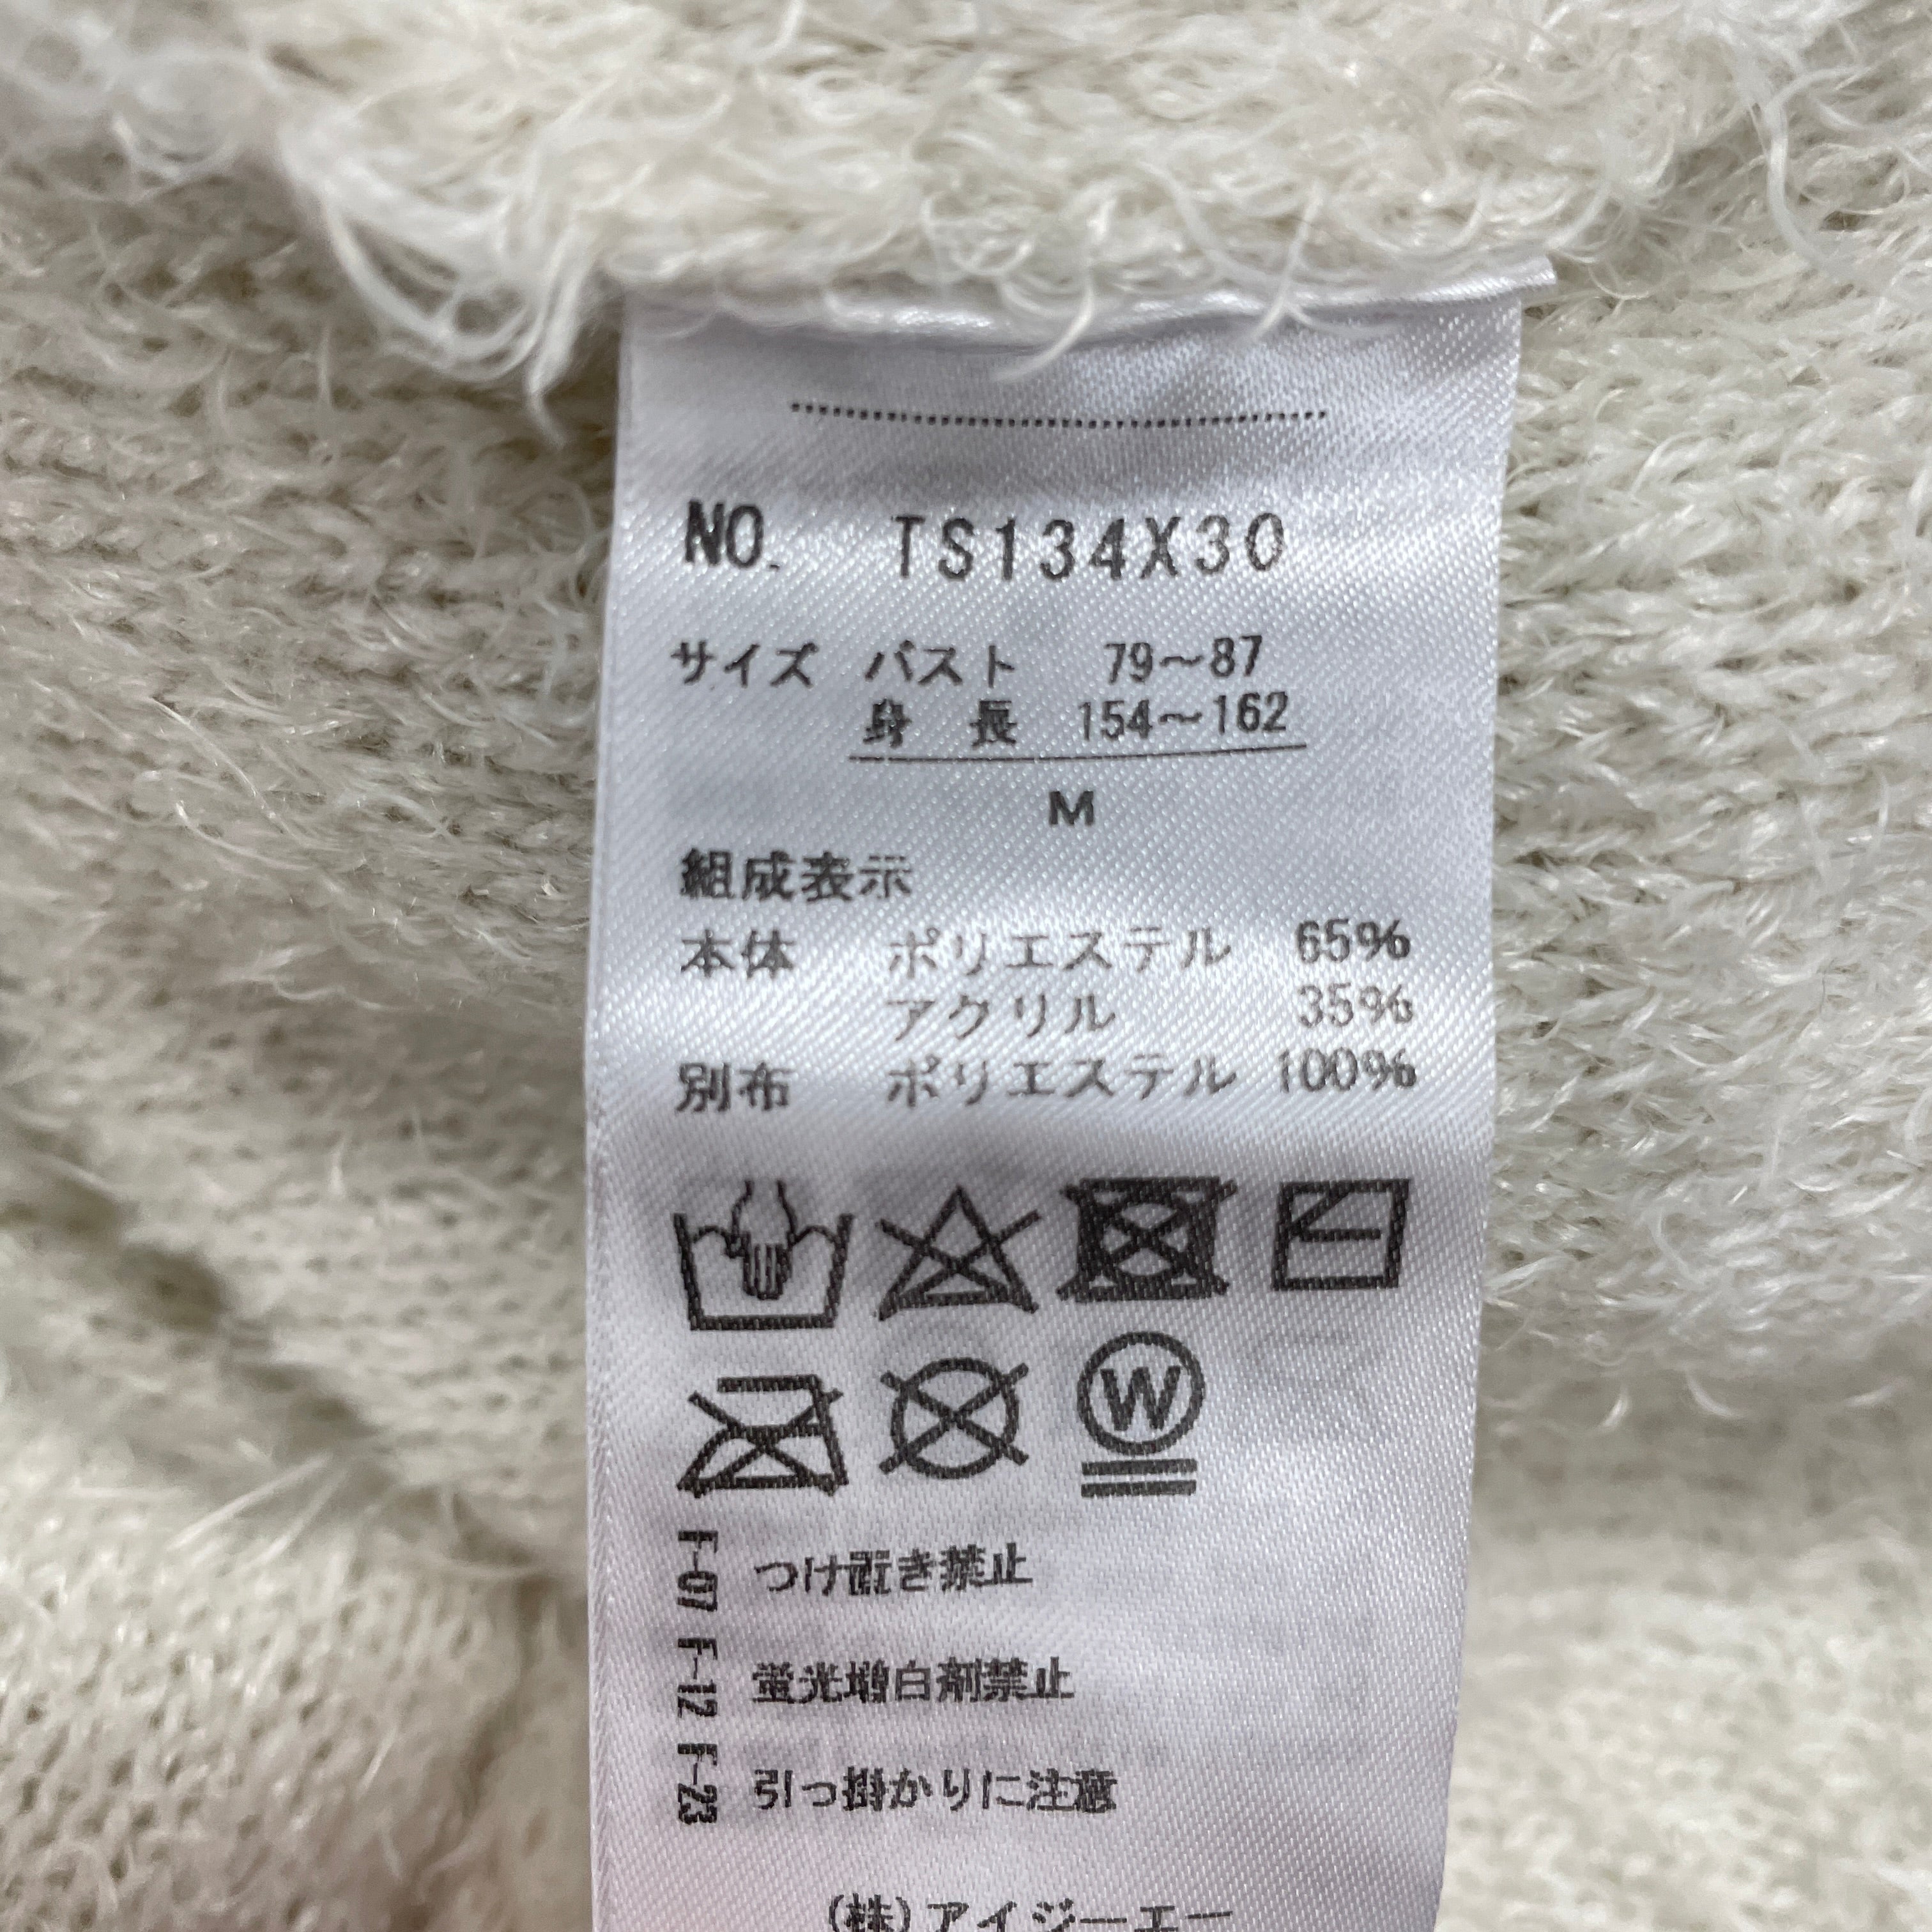 NO. TS134X30
サイズ バスト 79～87
身長 154～162
M
組成表示
本体 ポリエステル 65%
アクリル 35%
別布 ポリエステル 100%
W
F-07 つけ置き禁止
F-12 蛍光増白剤禁止
F-23 引っ掛かりに注意
(株)アイジーエー